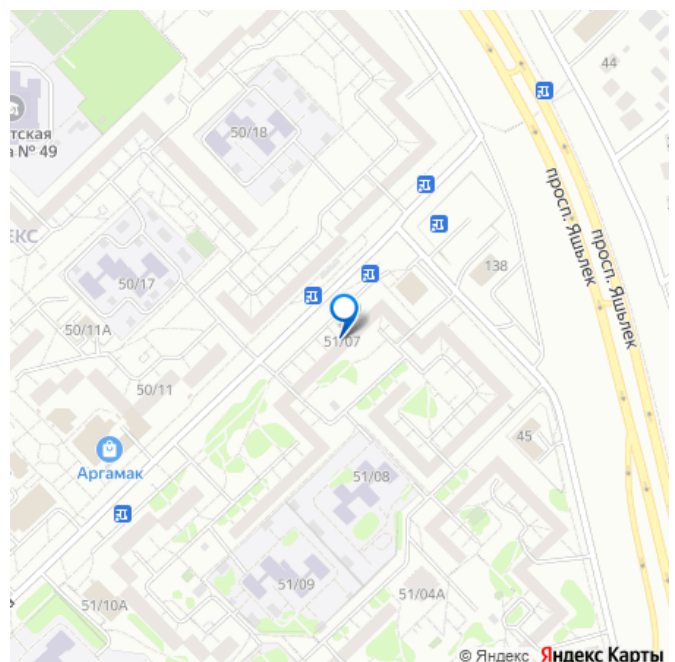 44
50/18
тская
а № 49
просп. Яшьлек
просп. Яшьлек
ЕКС
138
50/17
50/11А
51/07
50/11
45
Аргамак
51/08
51/09
51/10А
51/04А
© Яндекс Яндекс Карты